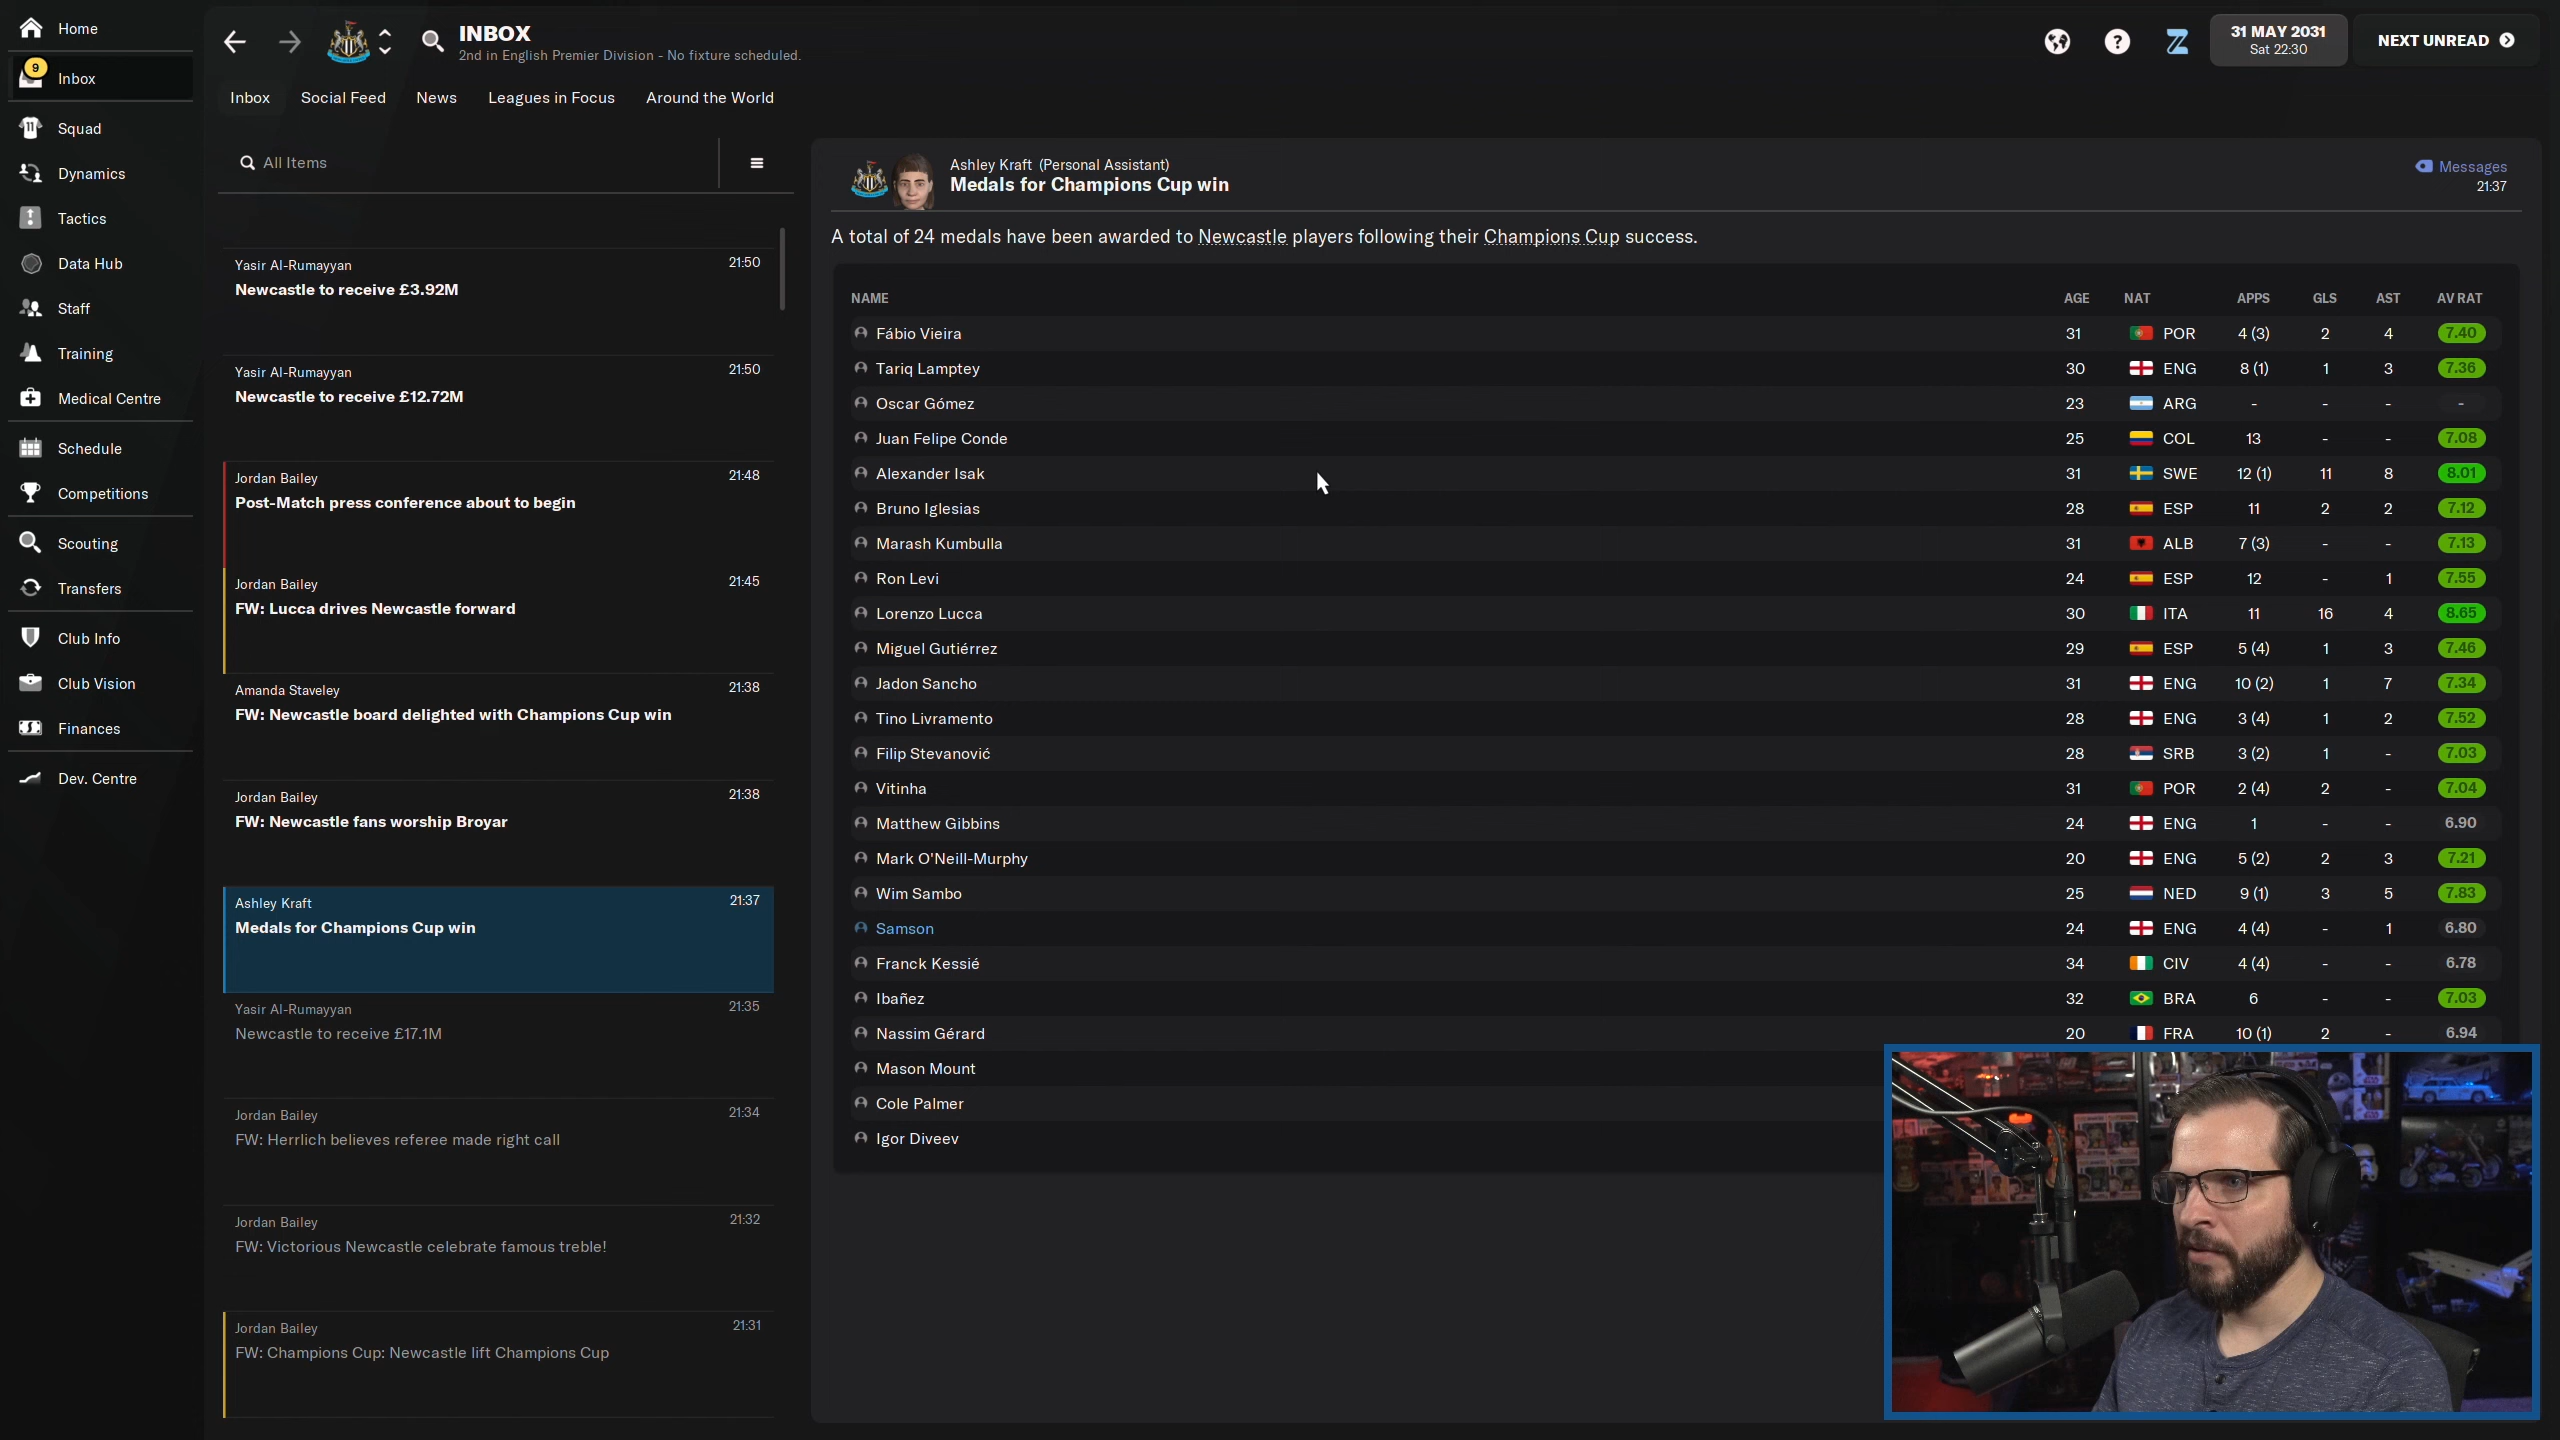 Home
9
Inbox
Squad
Dynamics
Tactics
Data Hub
Staff
Training
Medical Centre
Schedule
Competitions
Scouting
Transfers
Club Info
Club Vision
Finances
Dev. Centre
INBOX
2nd in English Premier Division - No fixture scheduled.
31 MAY 2031
Sat 22:30
NEXT UNREAD
Inbox Social Feed News Leagues in Focus Around the World
All Items
Yasir Al-Rumayyan 21:50
Newcastle to receive £3.92M
Yasir Al-Rumayyan 21:50
Newcastle to receive £12.72M
Jordan Bailey 21:48
Post-Match press conference about to begin
Jordan Bailey 21:45
FW: Lucca drives Newcastle forward
Amanda Staveley 21:38
FW: Newcastle board delighted with Champions Cup win
Jordan Bailey 21:38
FW: Newcastle fans worship Broyar
Ashley Kraft 21:37
Medals for Champions Cup win
Yasir Al-Rumayyan 21:35
Newcastle to receive £17.1M
Jordan Bailey 21:34
FW: Herrlich believes referee made right call
Jordan Bailey 21:32
FW: Victorious Newcastle celebrate famous treble!
Jordan Bailey 21:31
FW: Champions Cup: Newcastle lift Champions Cup
Ashley Kraft (Personal Assistant)
Medals for Champions Cup win
Messages
21:37
A total of 24 medals have been awarded to Newcastle players following their Champions Cup success.
NAME AGE NAT APPS GLS AST AV RAT
Fábio Vieira 31 POR 4 (3) 2 4 7.40
Tariq Lamptey 30 ENG 8 (1) 1 3 7.36
Oscar Gómez 23 ARG - - - -
Juan Felipe Conde 25 COL 13 - - 7.08
Alexander Isak 31 SWE 12 (1) 11 8 8.01
Bruno Iglesias 28 ESP 11 2 2 7.12
Marash Kumbulla 31 ALB 7 (3) - - 7.13
Ron Levi 24 ESP 12 - 1 7.55
Lorenzo Lucca 30 ITA 11 16 4 8.65
Miguel Gutiérrez 29 ESP 5 (4) 1 3 7.46
Jadon Sancho 31 ENG 10 (2) 1 7 7.34
Tino Livramento 28 ENG 3 (4) 1 2 7.52
Filip Stevanović 28 SRB 3 (2) 1 - 7.03
Vitinha 31 POR 2 (4) 2 - 7.04
Matthew Gibbins 24 ENG 1 - - 6.90
Mark O'Neill-Murphy 20 ENG 5 (2) 2 3 7.21
Wim Sambo 25 NED 9 (1) 3 5 7.83
Samson 24 ENG 4 (4) - 1 6.80
Franck Kessié 34 CIV 4 (4) - - 6.78
Ibañez 32 BRA 6 - - 7.03
Nassim Gérard 20 FRA 10 (1) 2 - 6.94
Mason Mount
Cole Palmer
Igor Diveev